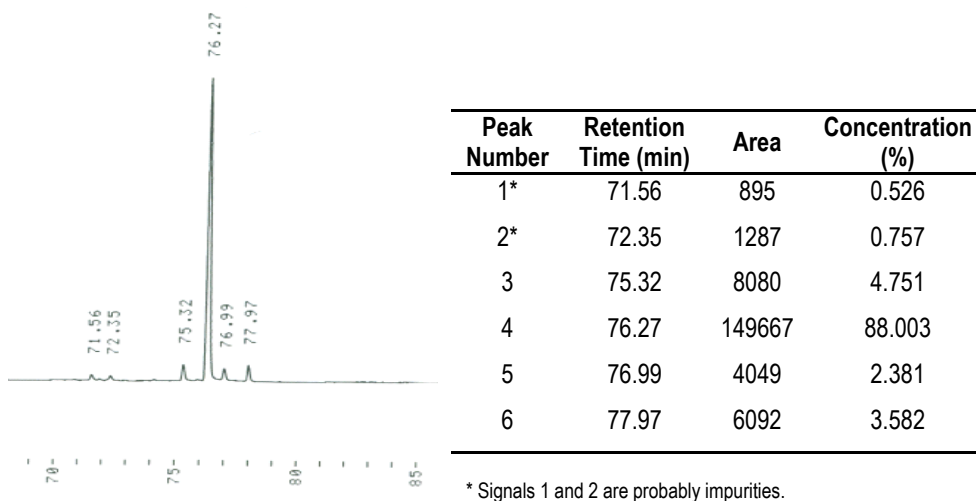 76.27
71.56
72.35
75.32
76.99
77.97
70-
75-
80-
85-
Peak Number Retention Time (min) Area Concentration (%)
1* 71.56 895 0.526
2* 72.35 1287 0.757
3 75.32 8080 4.751
4 76.27 149667 88.003
5 76.99 4049 2.381
6 77.97 6092 3.582
* Signals 1 and 2 are probably impurities.